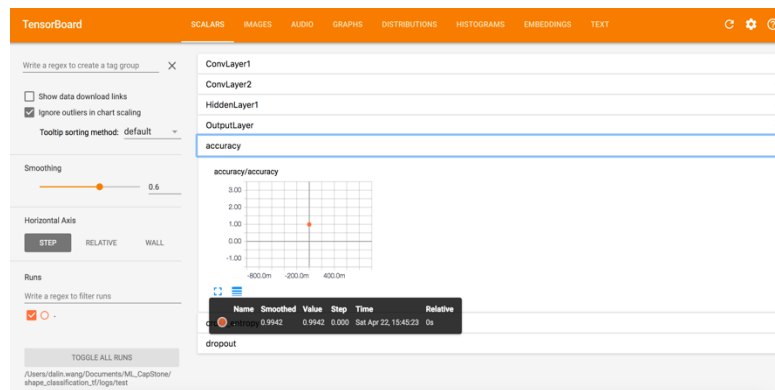 TensorBoard
SCALARS IMAGES AUDIO GRAPHS DISTRIBUTIONS HISTOGRAMS EMBEDDINGS TEXT
Write a regex to create a tag group
Show data download links
Ignore outliers in chart scaling
Tooltip sorting method: default
Smoothing
0.6
Horizontal Axis
STEP RELATIVE WALL
Runs
Write a regex to filter runs
-
TOGGLE ALL RUNS
/Users/dalin.wang/Documents/ML_CapStone/
shape_classification_tf/logs/test
ConvLayer1
ConvLayer2
HiddenLayer1
OutputLayer
accuracy
accuracy/accuracy
3.00
2.00
1.00
0.00
-1.00
-800.0m -200.0m 400.0m
Name Smoothed Value Step Time Relative
0.9942 0.9942 0.000 Sat Apr 22, 15:45:23 0s
dropout